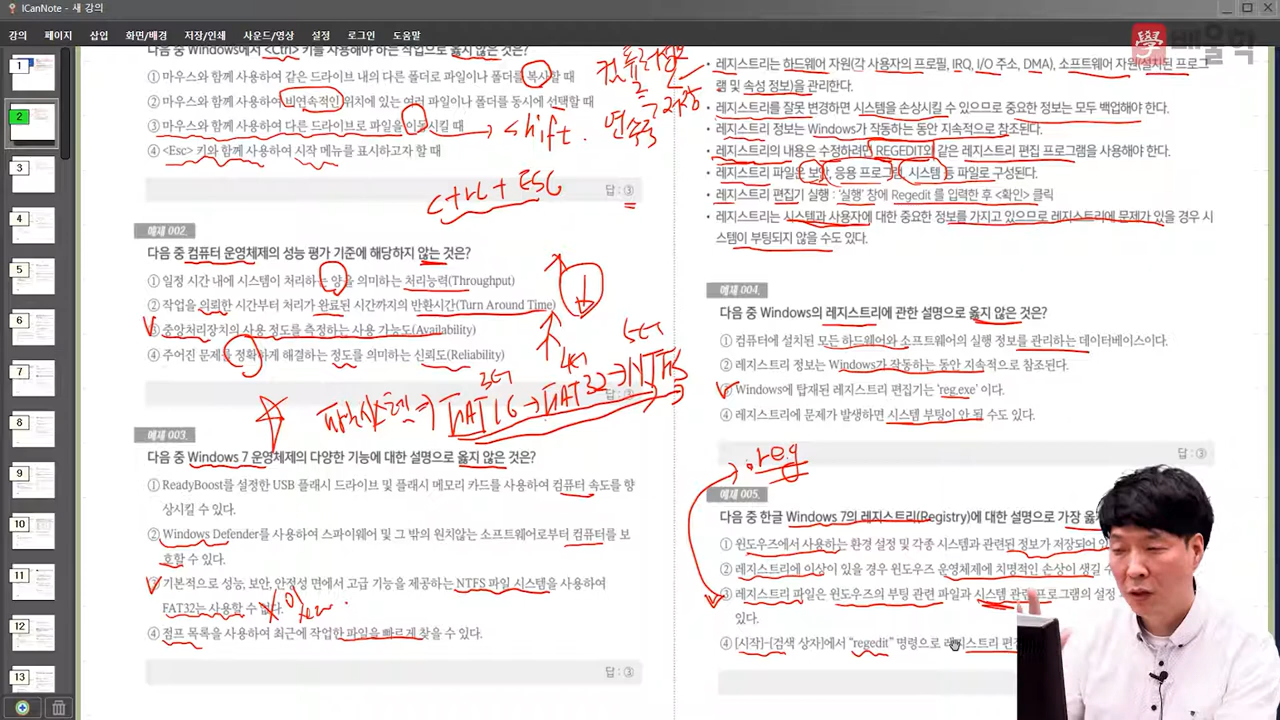 ICanNote - 새 강의
강의 페이지 삽입 화면/배경 저장/인쇄 사운드/영상 설정 로그인 도움말
學 배울학
1
2
3
4
5
6
7
8
9
10
11
12
13
다음 중 Windows에서 <Ctrl> 키를 사용해야 하는 작업으로 옳지 않은 것은?
① 마우스와 함께 사용하여 같은 드라이브 내의 다른 폴더로 파일이나 폴더를 복사할 때
② 마우스와 함께 사용하여 비연속적인 위치에 있는 여러 파일이나 폴더를 동시에 선택할 때
③ 마우스와 함께 사용하여 다른 드라이브로 파일을 이동시킬 때
shift.
연속
④ <Esc> 키와 함께 사용하여 시작 메뉴를 표시하고자 할 때
답 : ③
Ctrl + ESC
예제 002.
다음 중 컴퓨터 운영체제의 성능 평가 기준에 해당하지 않는 것은?
① 일정 시간 내에 시스템이 처리하는 양을 의미하는 처리능력(Throughput)
② 작업을 의뢰한 시간부터 처리가 완료된 시간까지의 반환시간(Turn Around Time)
③ 중앙처리장치의 사용 정도를 측정하는 사용 가능도(Availability)
④ 주어진 문제를 정확하게 해결하는 정도를 의미하는 신뢰도(Reliability)
답 : ③
파일시스템 → FAT16 → FAT32 → NTFS
예제 003.
다음 중 Windows 7 운영체제의 다양한 기능에 대한 설명으로 옳지 않은 것은?
① ReadyBoost를 설정한 USB 플래시 드라이브 및 플래시 메모리 카드를 사용하여 컴퓨터 속도를 향
상시킬 수 있다.
② Windows Defender를 사용하여 스파이웨어 및 그 밖의 원치않는 소프트웨어로부터 컴퓨터를 보
호할 수 있다.
③ 기본적으로 성능, 보안, 안정성 면에서 고급 기능을 제공하는 NTFS 파일 시스템을 사용하여
FAT32는 사용할 수 없다.
④ 점프 목록을 사용하여 최근에 작업한 파일을 빠르게 찾을 수 있다.
답 : ③
• 레지스트리는 하드웨어 자원(각 사용자의 프로필, IRQ, I/O 주소, DMA), 소프트웨어 자원(설치된 프로그
램 및 속성 정보)을 관리한다.
• 레지스트리를 잘못 변경하면 시스템을 손상시킬 수 있으므로 중요한 정보는 모두 백업해야 한다.
• 레지스트리 정보는 Windows가 작동하는 동안 지속적으로 참조된다.
• 레지스트리의 내용은 수정하려면 REGEDIT와 같은 레지스트리 편집 프로그램을 사용해야 한다.
• 레지스트리 파일은 보안, 응용 프로그램, 시스템 등 파일로 구성된다.
• 레지스트리 편집기 실행 : '실행' 창에 Regedit 를 입력한 후 <확인> 클릭
• 레지스트리는 시스템과 사용자에 대한 중요한 정보를 가지고 있으므로 레지스트리에 문제가 있을 경우 시
스템이 부팅되지 않을 수도 있다.
예제 004.
다음 중 Windows의 레지스트리에 관한 설명으로 옳지 않은 것은?
① 컴퓨터에 설치된 모든 하드웨어와 소프트웨어의 실행 정보를 관리하는 데이터베이스이다.
② 레지스트리 정보는 Windows가 작동하는 동안 지속적으로 참조된다.
③ Windows에 탑재된 레지스트리 편집기는 'reg.exe' 이다.
④ 레지스트리에 문제가 발생하면 시스템 부팅이 안 될 수도 있다.
답 : ③
.reg
예제 005.
다음 중 한글 Windows 7의 레지스트리(Registry)에 대한 설명으로 가장 옳
① 윈도우즈에서 사용하는 환경 설정 및 각종 시스템과 관련된 정보가 저장되어
② 레지스트리에 이상이 있을 경우 윈도우즈 운영체제에 치명적인 손상이 생길
③ 레지스트리 파일은 윈도우즈의 부팅 관련 파일과 시스템 관련 프로그램의 설정
있다.
④ [시작]-[검색 상자]에서 "regedit" 명령으로 레지스트리 편집